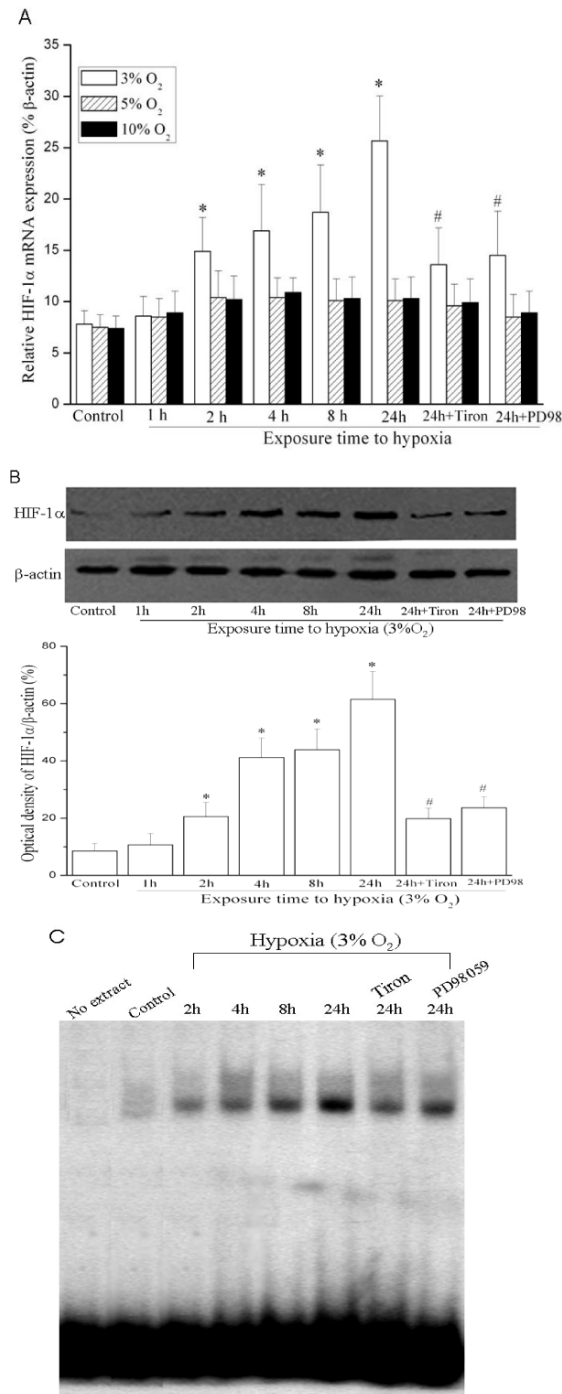 A
Relative HIF-1α mRNA expression (% β-actin)
35
30
25
20
15
10
5
0
3% O₂
5% O₂
10% O₂
*
*
*
*
#
#
Control
1 h
2 h
4 h
8 h
24h
24h+Tiron
24h+PD98
Exposure time to hypoxia
B
HIF-1α
β-actin
Control
1h
2h
4h
8h
24h
24h+Tiron
24h+PD98
Exposure time to hypoxia (3%O₂)
Optical density of HIF-1α/β-actin (%)
80
60
40
20
0
*
*
*
*
#
#
Control
1h
2h
4h
8h
24h
24h+Tiron
24h+PD98
Exposure time to hypoxia (3% O₂)
C
Hypoxia (3% O₂)
No extract
Control
2h
4h
8h
24h
Tiron
24h
PD98059
24h